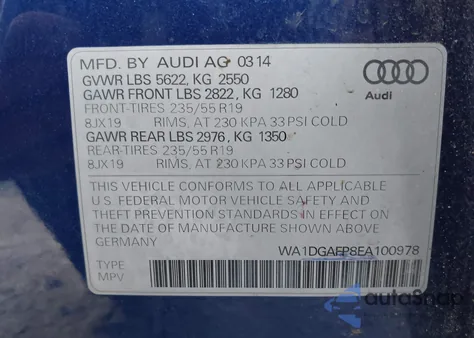 MFD. BY AUDI AG 03 14
GVWR LBS 5622, KG 2550
GAWR FRONT LBS 2822, KG 1280
FRONT-TIRES 235/55 R19
8JX19 RIMS, AT 230 KPA 33 PSI COLD
GAWR REAR LBS 2976, KG 1350
REAR-TIRES 235/55 R19
8JX19 RIMS, AT 230 KPA 33 PSI COLD
Audi
THIS VEHICLE CONFORMS TO ALL APPLICABLE
U.S. FEDERAL MOTOR VEHICLE SAFETY AND
THEFT PREVENTION STANDARDS IN EFFECT ON
THE DATE OF MANUFACTURE SHOWN ABOVE
GERMANY
WA1DGAFP8EA100978
TYPE
MPV
autoSnap